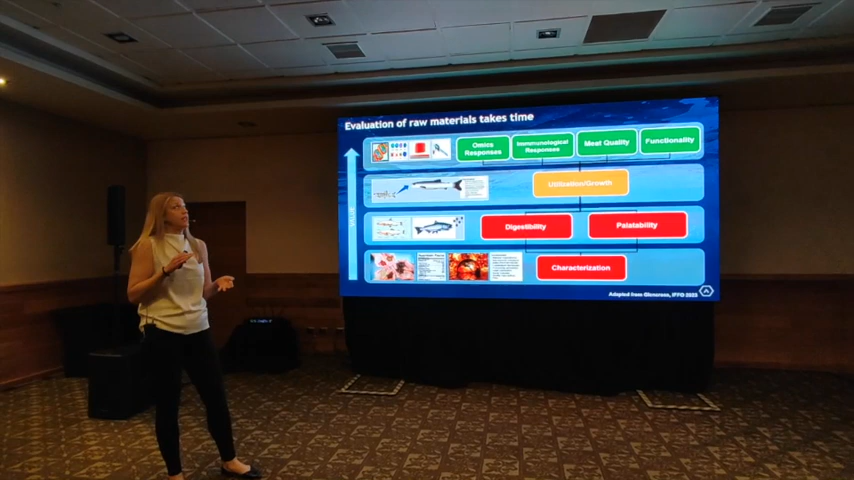 Evaluation of raw materials takes time
Omics
Responses
Immunological
Responses
Meat Quality
Functionality
Utilization/Growth
Digestibility
Palatability
Characterization
Adapted from Glencross, IFFO 2023